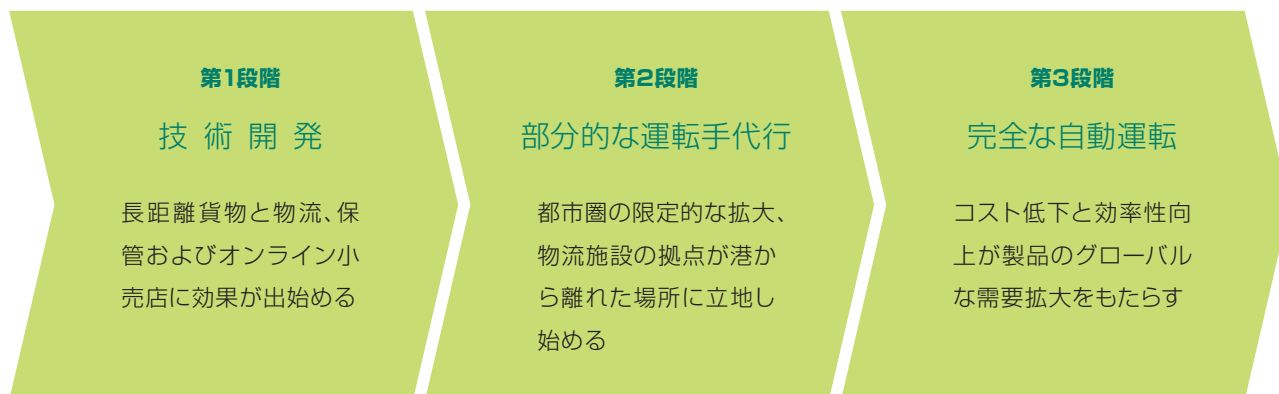 第1段階
技術開発
長距離貨物と物流、保
管およびオンライン小
売店に効果が出始める
第2段階
部分的な運転手代行
都市圏の限定的な拡大、
物流施設の拠点が港か
ら離れた場所に立地し
始める
第3段階
完全な自動運転
コスト低下と効率性向
上が製品のグローバル
な需要拡大をもたらす